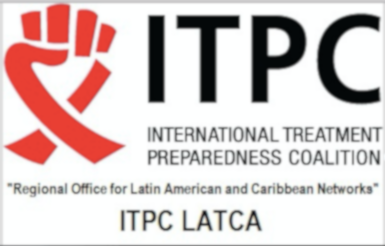 ITPC
INTERNATIONAL TREATMENT
PREPAREDNESS COALITION
"Regional Office for Latin American and Caribbean Networks"
ITPC LATCA